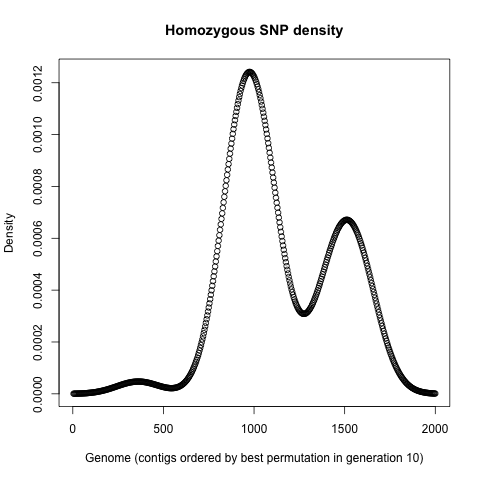 Homozygous SNP density
Density
0.0012
0.0010
0.0008
0.0006
0.0004
0.0002
0.0000
0 500 1000 1500 2000
Genome (contigs ordered by best permutation in generation 10)